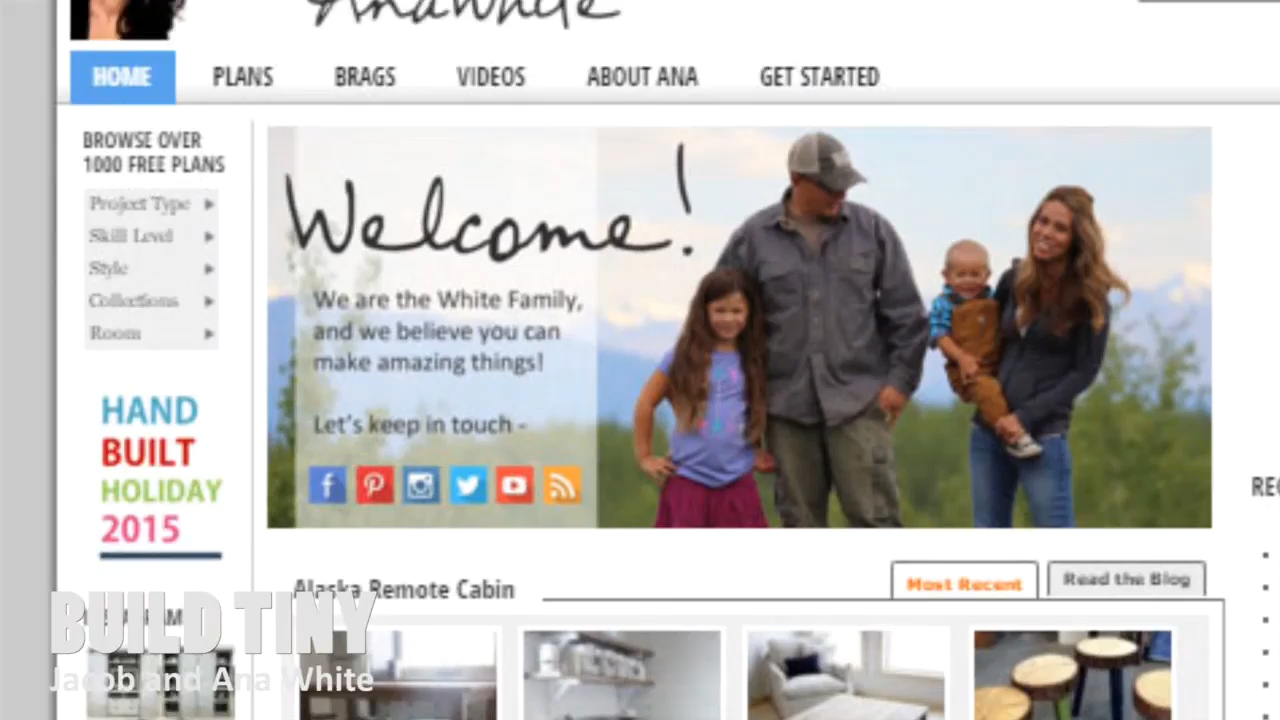 AnaWhite
HOME PLANS BRAGS VIDEOS ABOUT ANA GET STARTED
BROWSE OVER
1000 FREE PLANS
Project Type
Skill Level
Style
Collections
Room
HAND
BUILT
HOLIDAY
2015
Welcome!
We are the White Family,
and we believe you can
make amazing things!
Let's keep in touch -
Alaska Remote Cabin
Most Recent
Read the Blog
BUILD TINY
Jacob and Ana White